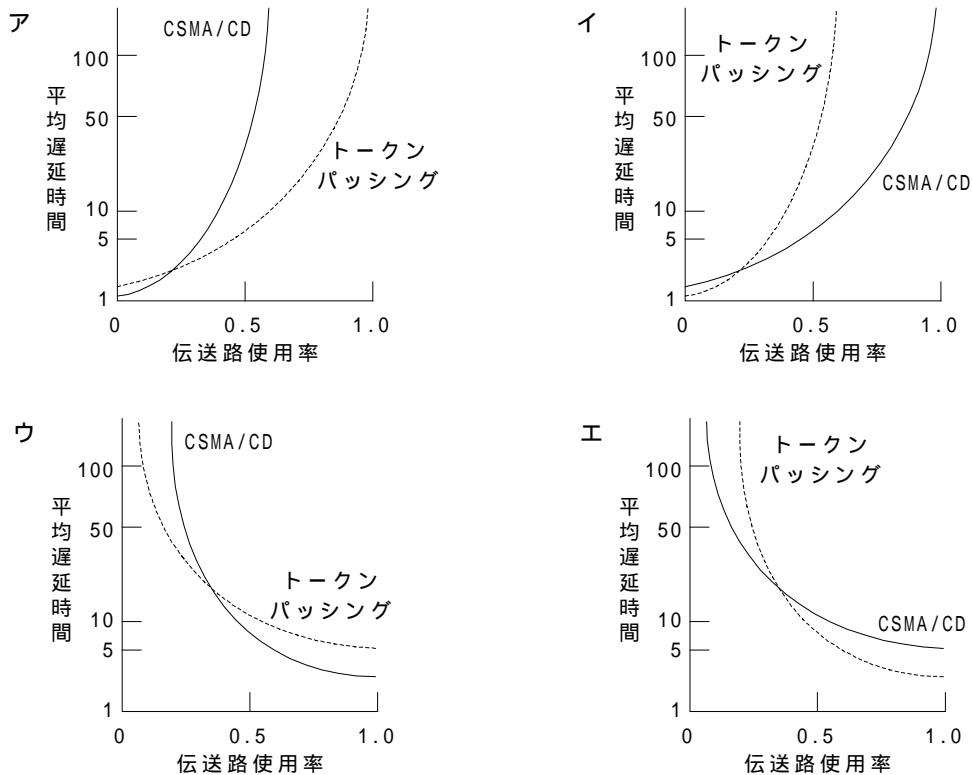 ア
CSMA/CD
トークン
パッシング
平均遅延時間
100
50
10
5
1
0
0.5
1.0
伝送路使用率
イ
トークン
パッシング
CSMA/CD
平均遅延時間
100
50
10
5
1
0
0.5
1.0
伝送路使用率
ウ
CSMA/CD
トークン
パッシング
平均遅延時間
100
50
10
5
1
0
0.5
1.0
伝送路使用率
エ
トークン
パッシング
CSMA/CD
平均遅延時間
100
50
10
5
1
0
0.5
1.0
伝送路使用率